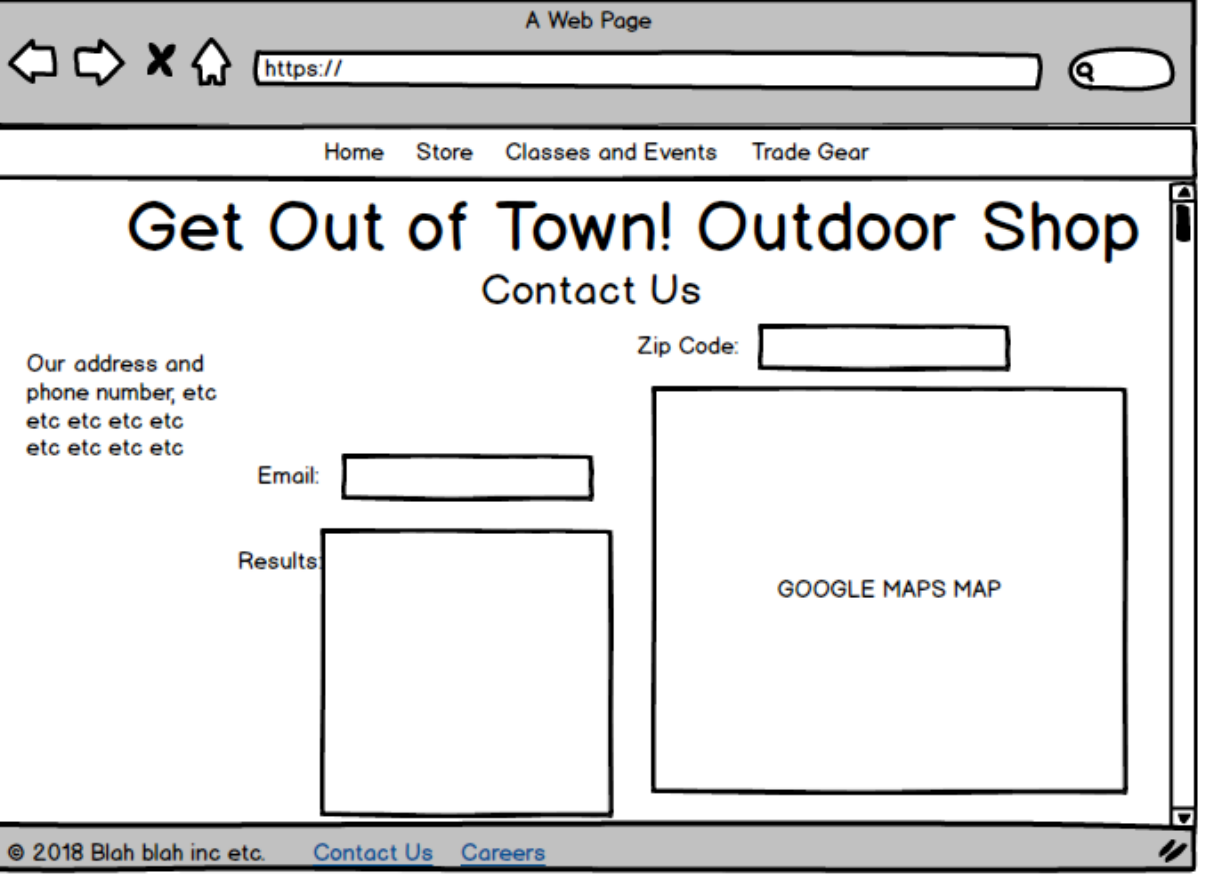 A Web Page
https://
Home Store Classes and Events Trade Gear
Get Out of Town! Outdoor Shop
Contact Us
Zip Code:
Our address and
phone number, etc
etc etc etc etc
etc etc etc etc
Email:
Results:
GOOGLE MAPS MAP
© 2018 Blah blah inc etc. Contact Us Careers